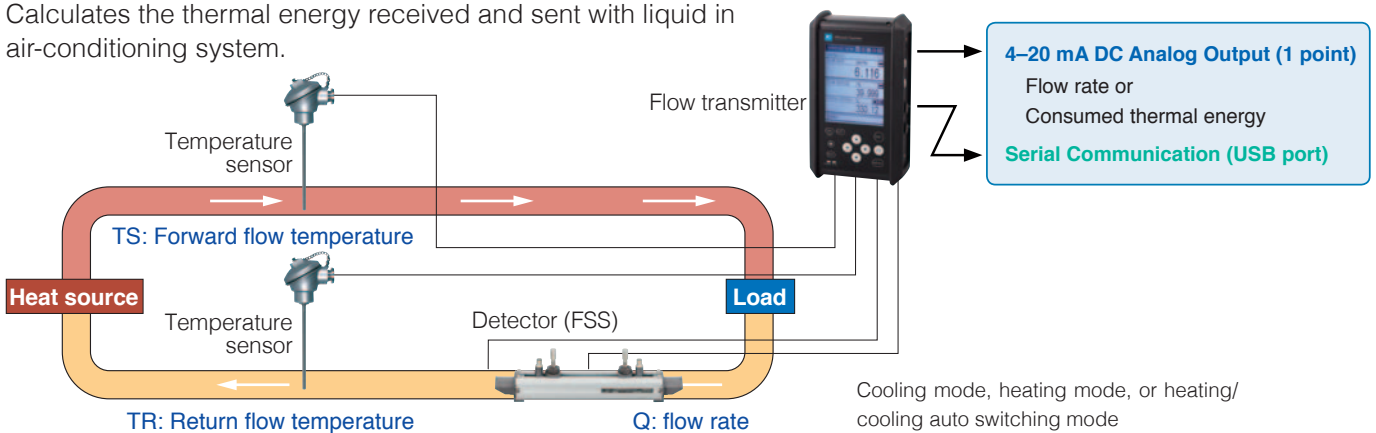 Calculates the thermal energy received and sent with liquid in
air-conditioning system.
Flow transmitter
4–20 mA DC Analog Output (1 point)
Flow rate or
Consumed thermal energy
Serial Communication (USB port)
Temperature
sensor
TS: Forward flow temperature
Heat source
Load
Temperature
sensor
Detector (FSS)
TR: Return flow temperature
Q: flow rate
Cooling mode, heating mode, or heating/
cooling auto switching mode
6.116